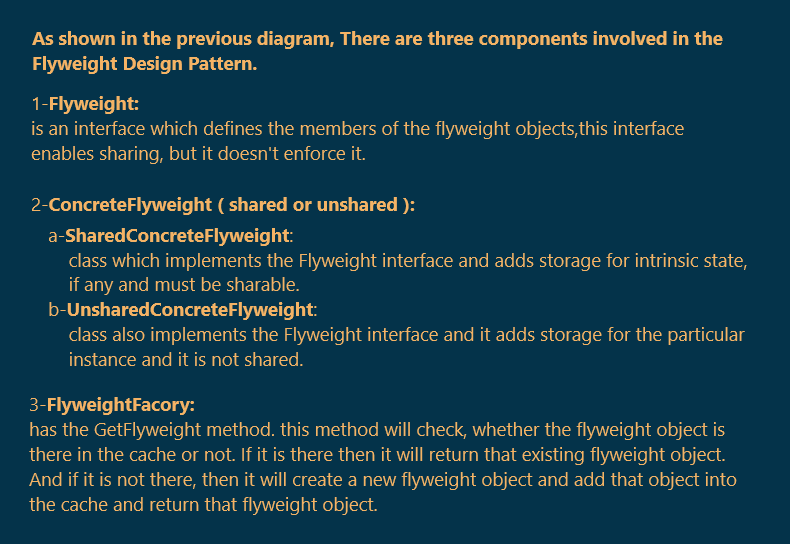 As shown in the previous diagram, There are three components involved in the
Flyweight Design Pattern.
1-Flyweight:
is an interface which defines the members of the flyweight objects,this interface
enables sharing, but it doesn't enforce it.
2-ConcreteFlyweight ( shared or unshared ):
a-SharedConcreteFlyweight:
class which implements the Flyweight interface and adds storage for intrinsic state,
if any and must be sharable.
b-UnsharedConcreteFlyweight:
class also implements the Flyweight interface and it adds storage for the particular
instance and it is not shared.
3-FlyweightFacory:
has the GetFlyweight method. this method will check, whether the flyweight object is
there in the cache or not. If it is there then it will return that existing flyweight object.
And if it is not there, then it will create a new flyweight object and add that object into
the cache and return that flyweight object.